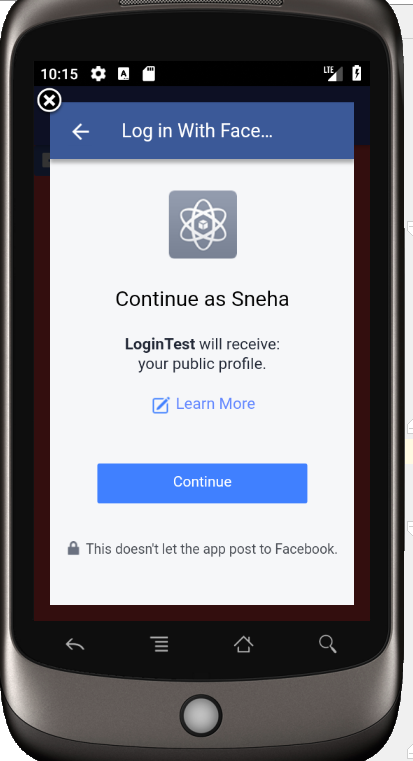 10:15
LTE
Log in With Face...
Continue as Sneha
LoginTest will receive:
your public profile.
Learn More
Continue
This doesn't let the app post to Facebook.